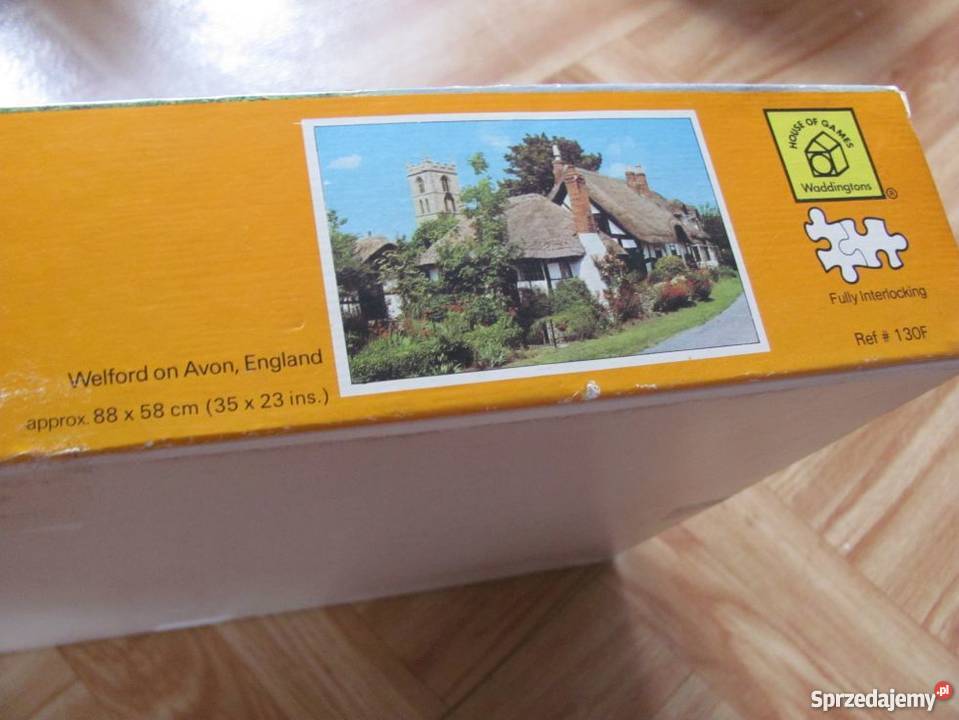 HOUSE OF GAMES
Waddingtons
®
Fully Interlocking
Ref # 130F
Welford on Avon, England
approx. 88 x 58 cm (35 x 23 ins.)
Sprzedajemy.pl